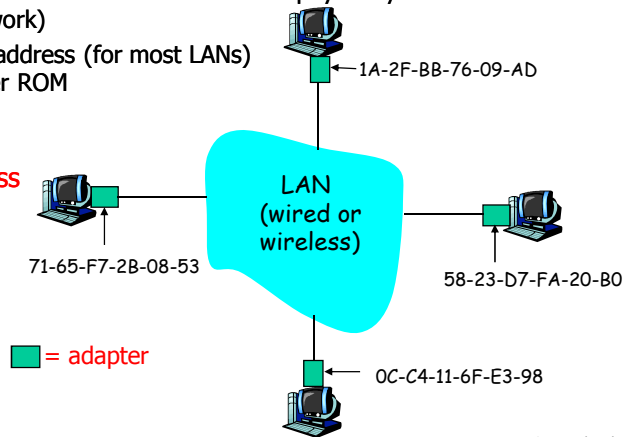 work)
address (for most LANs)
ROM
1A-2F-BB-76-09-AD
LAN
(wired or
wireless)
71-65-F7-2B-08-53
58-23-D7-FA-20-B0
= adapter
0C-C4-11-6F-E3-98